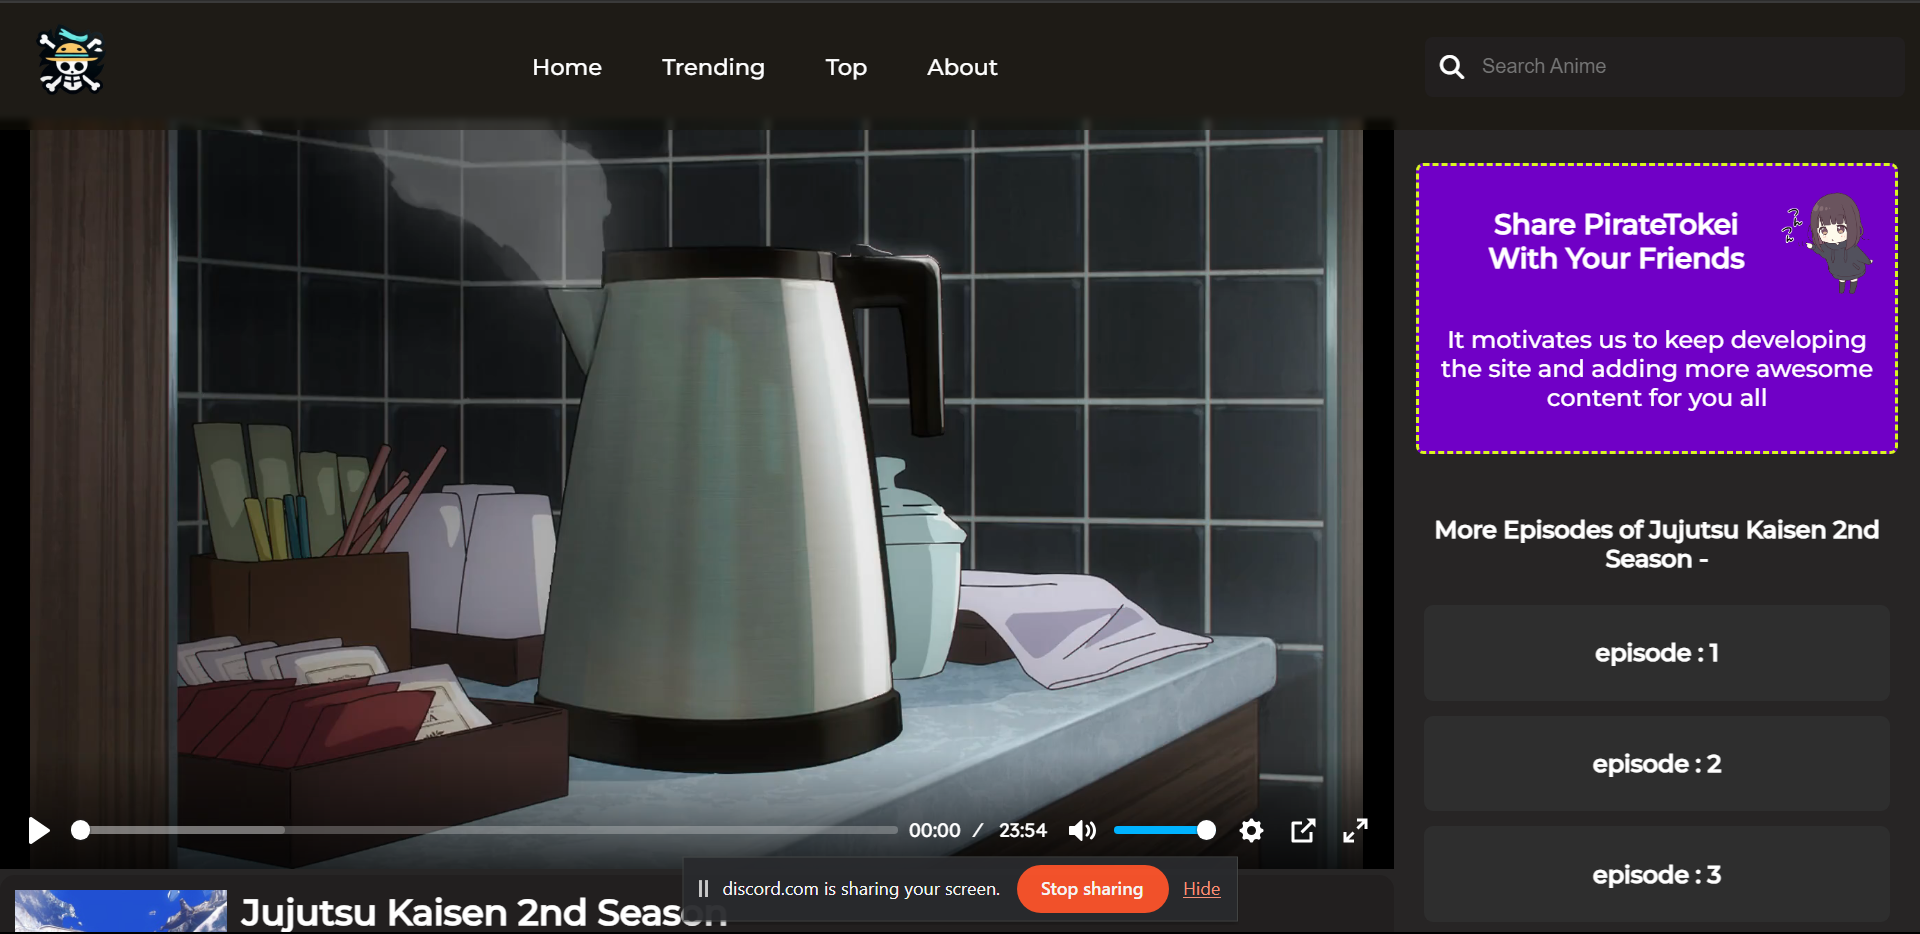 Home
Trending
Top
About
Search Anime
Share PirateTokei
With Your Friends
It motivates us to keep developing
the site and adding more awesome
content for you all
More Episodes of Jujutsu Kaisen 2nd
Season -
episode : 1
episode : 2
episode : 3
00:00 / 23:54
discord.com is sharing your screen.
Stop sharing
Hide
Jujutsu Kaisen 2nd Season